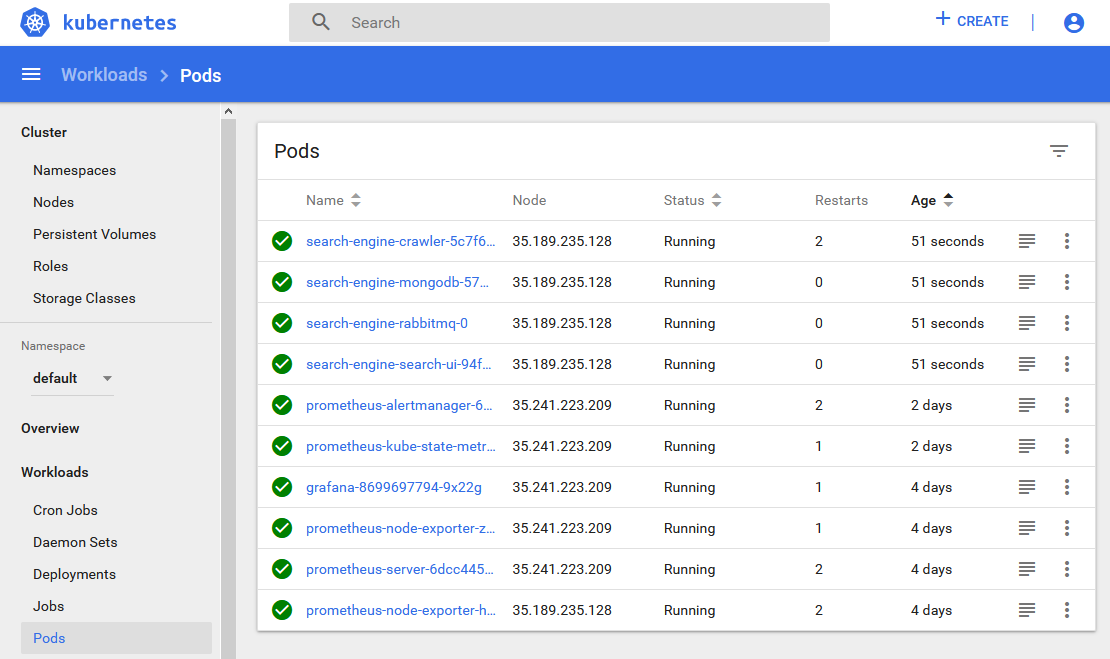 kubernetes
Search
+ CREATE |
Workloads > Pods
Cluster
Namespaces
Nodes
Persistent Volumes
Roles
Storage Classes
Namespace
default
Overview
Workloads
Cron Jobs
Daemon Sets
Deployments
Jobs
Pods
Pods
Name Node Status Restarts Age
search-engine-crawler-5c7f6... 35.189.235.128 Running 2 51 seconds
search-engine-mongodb-57... 35.189.235.128 Running 0 51 seconds
search-engine-rabbitmq-0 35.189.235.128 Running 0 51 seconds
search-engine-search-ui-94f... 35.189.235.128 Running 0 51 seconds
prometheus-alertmanager-6... 35.241.223.209 Running 2 2 days
prometheus-kube-state-metr... 35.241.223.209 Running 1 2 days
grafana-8699697794-9x22g 35.241.223.209 Running 1 4 days
prometheus-node-exporter-z... 35.241.223.209 Running 1 4 days
prometheus-server-6dcc445... 35.241.223.209 Running 2 4 days
prometheus-node-exporter-h... 35.189.235.128 Running 2 4 days